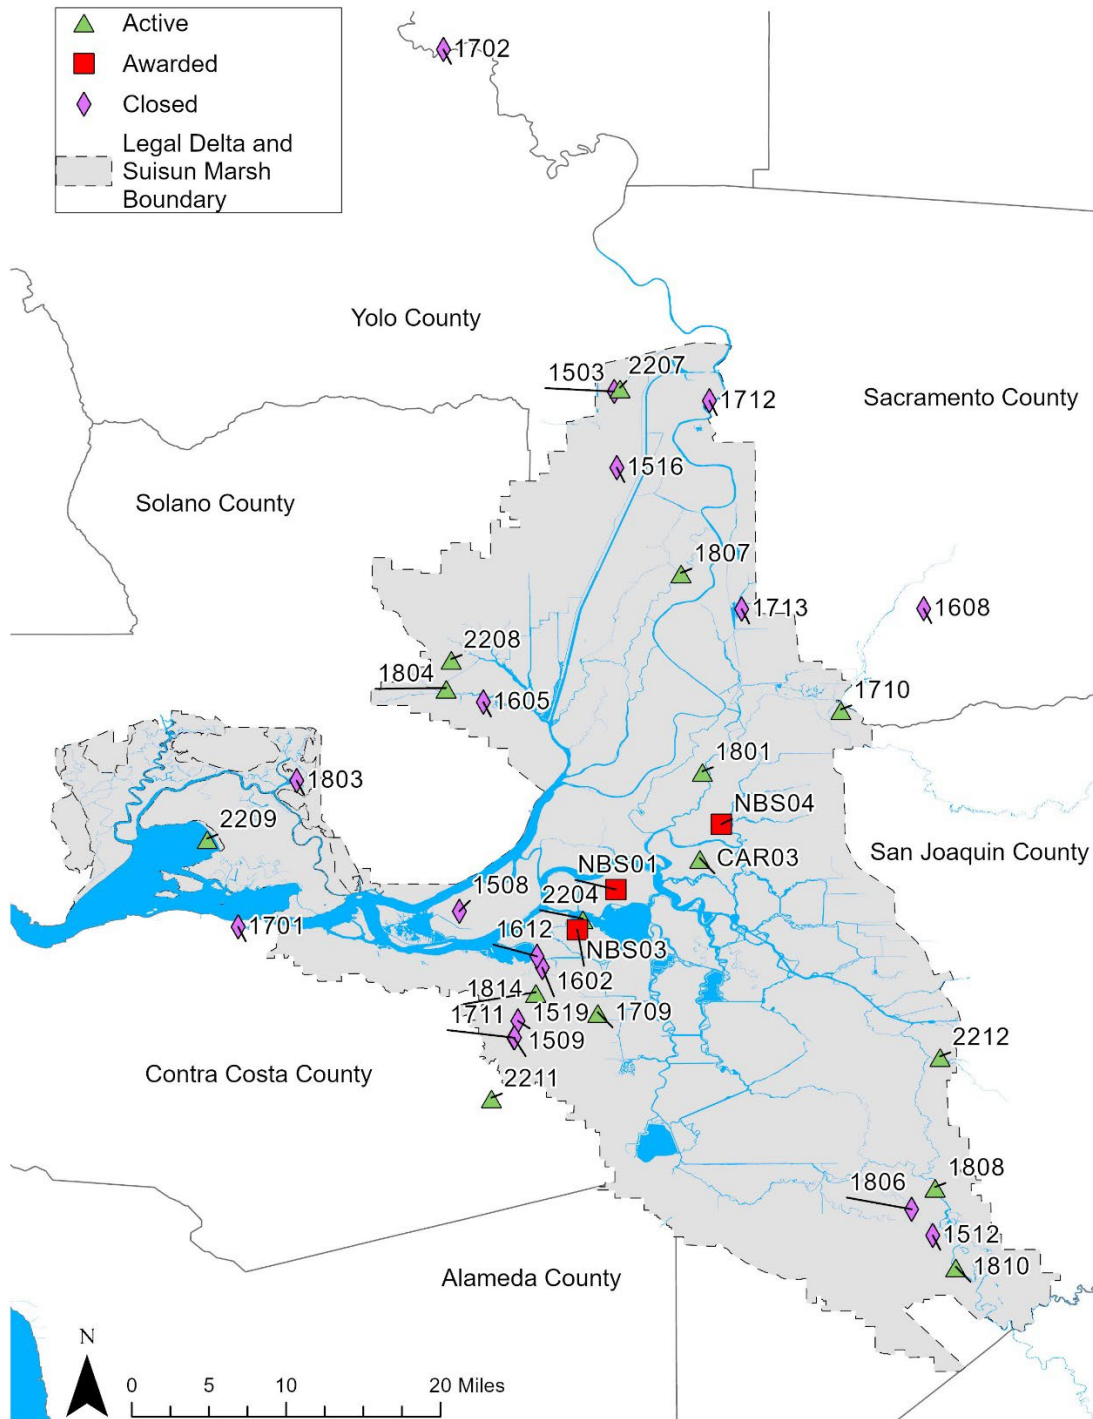 Active
Awarded
Closed
Legal Delta and
Suisun Marsh
Boundary
1702
Yolo County
1503
2207
1712
Sacramento County
1516
Solano County
1807
1713
1608
2208
1804
1605
1710
1803
1801
NBS04
2209
San Joaquin County
CAR03
NBS01
1508
2204
1701
1612
NBS03
1602
1814
1711
1519
1709
1509
2212
Contra Costa County
2211
1806
1808
1512
1810
Alameda County
N
0 5 10 20 Miles